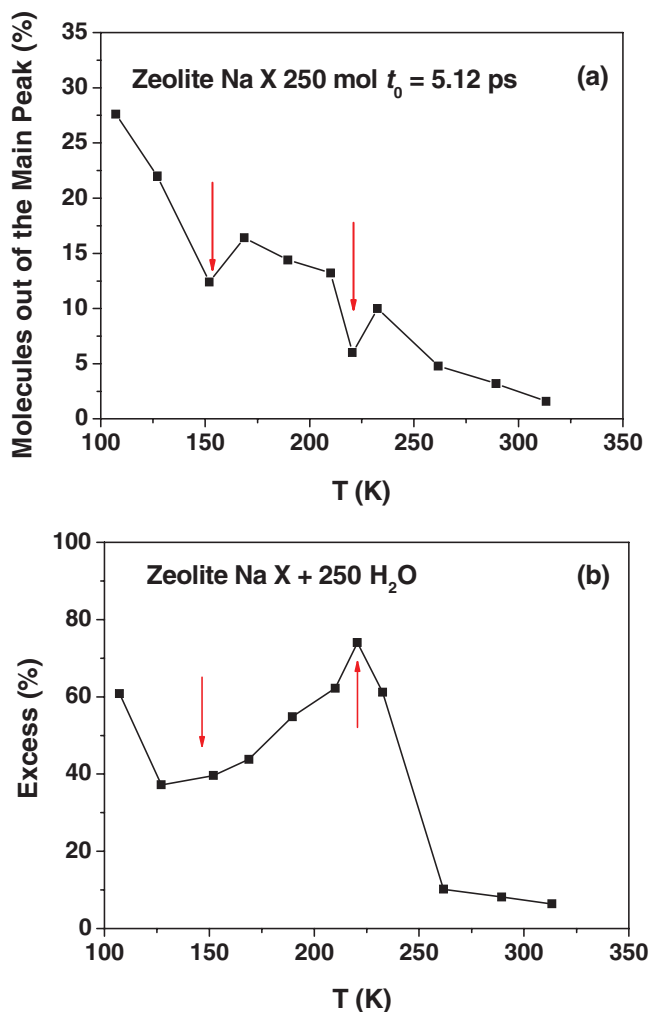 35
30
25
20
15
10
5
0
Molecules out of the Main Peak (%)
Zeolite Na X 250 mol t₀ = 5.12 ps
(a)
100 150 200 250 300 350
T (K)
100
80
60
40
20
0
Excess (%)
Zeolite Na X + 250 H₂O
(b)
100 150 200 250 300 350
T (K)